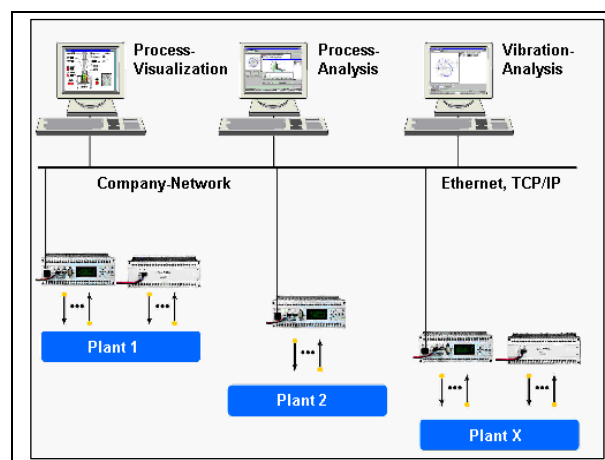 Process-
Visualization
Process-
Analysis
Vibration-
Analysis
Company-Network
Ethernet, TCP/IP
Plant 1
Plant 2
Plant X